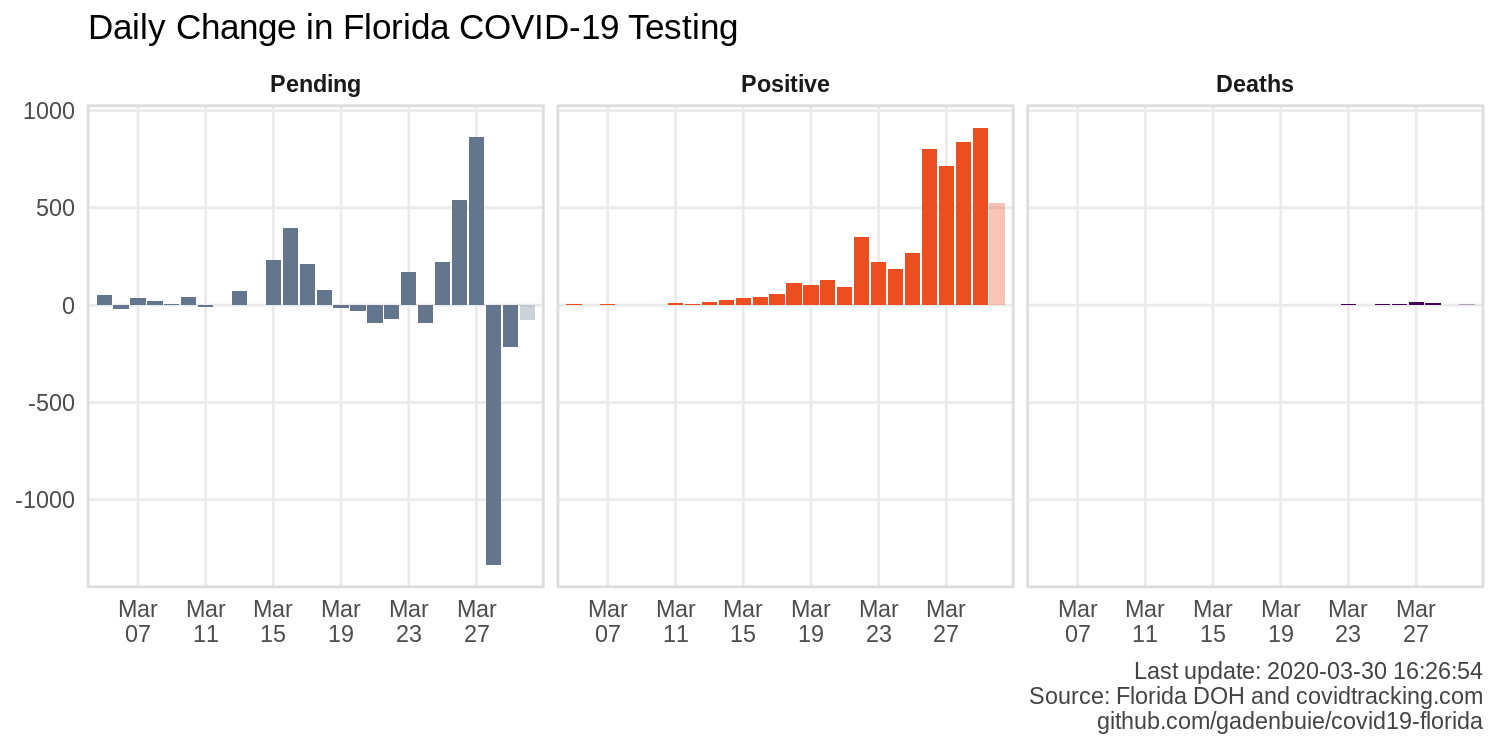 Daily Change in Florida COVID-19 Testing
Pending
Positive
Deaths
1000
500
0
-500
-1000
Mar Mar Mar Mar Mar Mar
07 11 15 19 23 27
Mar Mar Mar Mar Mar Mar
07 11 15 19 23 27
Mar Mar Mar Mar Mar Mar
07 11 15 19 23 27
Last update: 2020-03-30 16:26:54
Source: Florida DOH and covidtracking.com
github.com/gadenbuie/covid19-florida